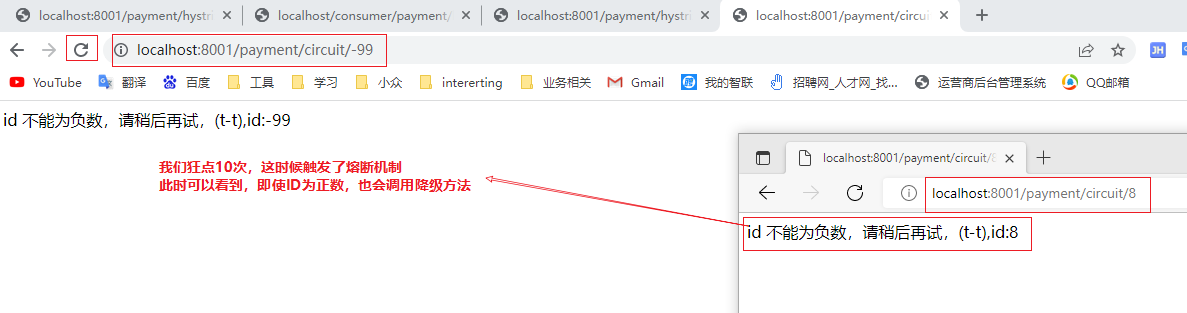 localhost:8001/payment/hystri
localhost/consumer/payment/
localhost:8001/payment/hystri
localhost:8001/payment/circui
localhost:8001/payment/circuit/-99
YouTube
翻译
百度
工具
学习
小众
intererting
业务相关
Gmail
我的智联
招聘网_人才网_找...
运营商后台管理系统
QQ邮箱
JH
id 不能为负数，请稍后再试，(t-t),id:-99
我们狂点10次，这时候触发了熔断机制
此时可以看到，即使ID为正数，也会调用降级方法
localhost:8001/payment/circuit/8
localhost:8001/payment/circuit/8
id 不能为负数，请稍后再试，(t-t),id:8